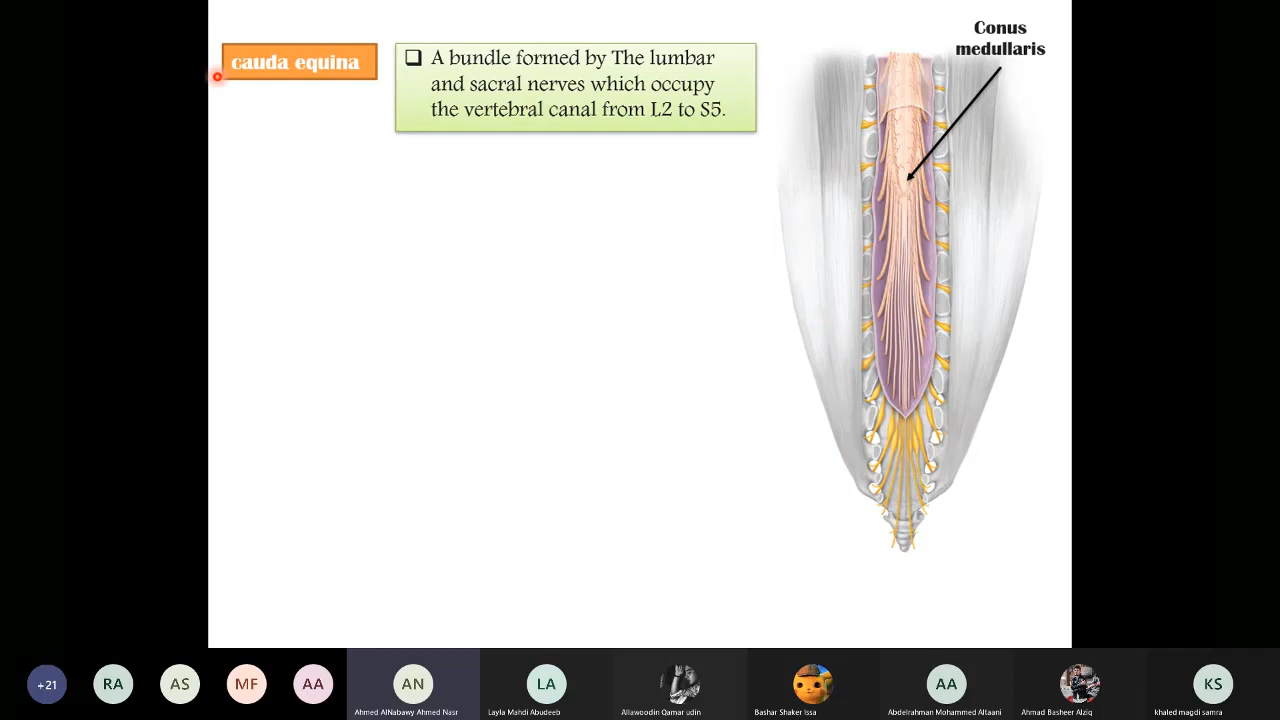 Conus
medullaris
cauda equina
❑ A bundle formed by The lumbar
and sacral nerves which occupy
the vertebral canal from L2 to S5.
+21
RA
AS
MF
AA
AN
LA
AA
KS
Ahmed AlNabawy Ahmed Nasr
Layla Mahdi Abudeeb
Allawoodin Qamar udin
Bashar Shaker Issa
Abdelrahman Mohammed Altaani
Ahmad Basheer Alziq
khaled magdi samra